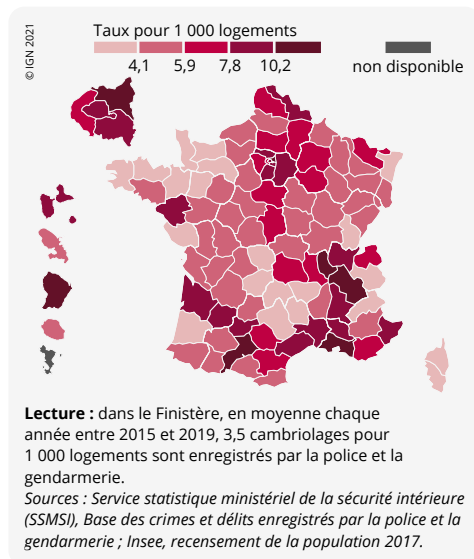 © IGN 2021
Taux pour 1 000 logements
4,1 5,9 7,8 10,2
non disponible
Lecture : dans le Finistère, en moyenne chaque
année entre 2015 et 2019, 3,5 cambriolages pour
1 000 logements sont enregistrés par la police et la
gendarmerie.
Sources : Service statistique ministériel de la sécurité intérieure
(SSMSI), Base des crimes et délits enregistrés par la police et la
gendarmerie ; Insee, recensement de la population 2017.